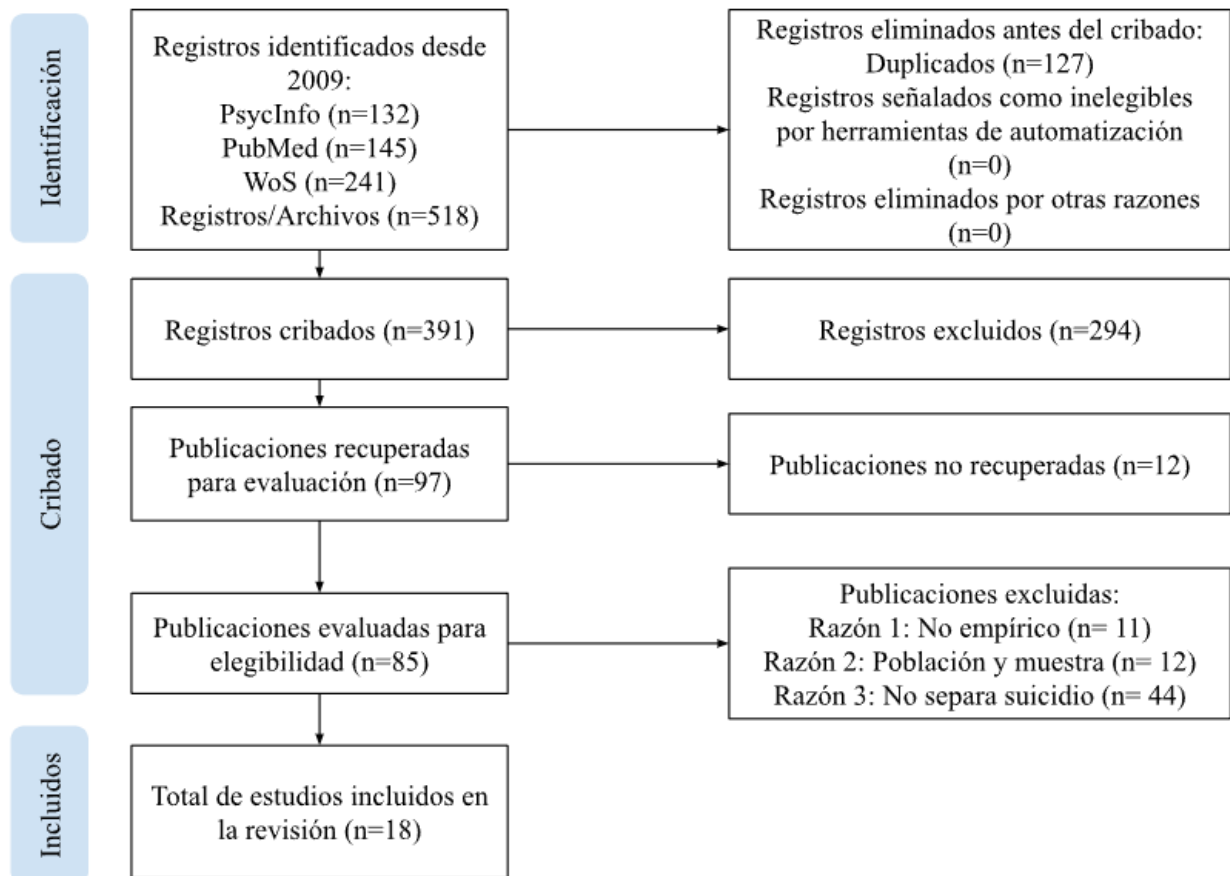 Identificación
Registros identificados desde
2009:
PsycInfo (n=132)
PubMed (n=145)
WoS (n=241)
Registros/Archivos (n=518)
Registros eliminados antes del cribado:
Duplicados (n=127)
Registros señalados como inelegibles
por herramientas de automatización
(n=0)
Registros eliminados por otras razones
(n=0)
Cribado
Registros cribados (n=391)
Registros excluidos (n=294)
Publicaciones recuperadas
para evaluación (n=97)
Publicaciones no recuperadas (n=12)
Publicaciones evaluadas para
elegibilidad (n=85)
Publicaciones excluidas:
Razón 1: No empírico (n= 11)
Razón 2: Población y muestra (n= 12)
Razón 3: No separa suicidio (n= 44)
Incluidos
Total de estudios incluidos en
la revisión (n=18)